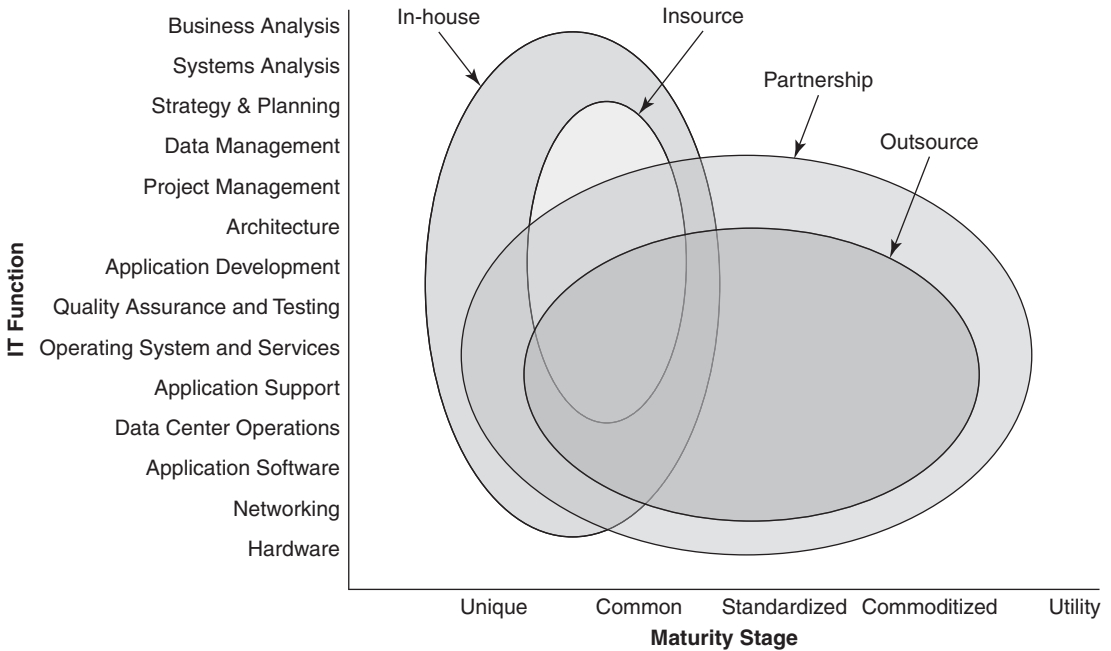 In-house
Insource
Partnership
Outsource
IT Function
Business Analysis
Systems Analysis
Strategy & Planning
Data Management
Project Management
Architecture
Application Development
Quality Assurance and Testing
Operating System and Services
Application Support
Data Center Operations
Application Software
Networking
Hardware
Unique
Common
Standardized
Commoditized
Utility
Maturity Stage